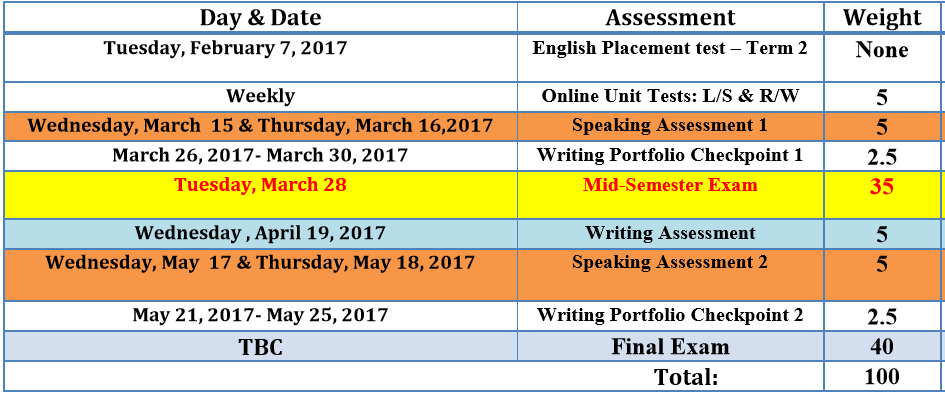 Day & Date Assessment Weight
Tuesday, February 7, 2017 English Placement test – Term 2 None
Weekly Online Unit Tests: L/S & R/W 5
Wednesday, March  15 & Thursday, March 16,2017 Speaking Assessment 1 5
March 26, 2017- March 30, 2017 Writing Portfolio Checkpoint 1 2.5
Tuesday, March 28 Mid-Semester Exam 35
Wednesday , April 19, 2017 Writing Assessment 5
Wednesday, May  17 & Thursday, May 18, 2017 Speaking Assessment 2 5
May 21, 2017- May 25, 2017 Writing Portfolio Checkpoint 2 2.5
TBC Final Exam 40
Total: 100